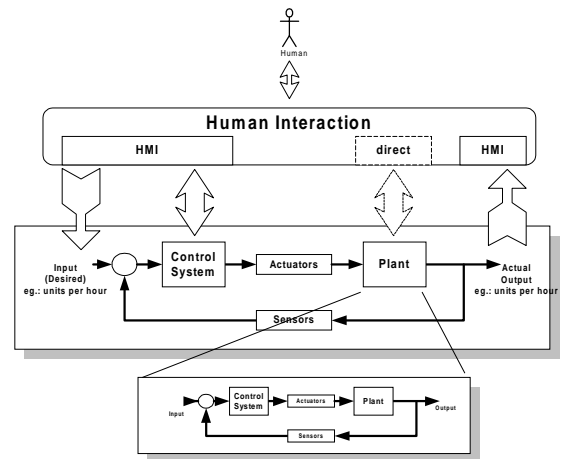 Human
Human Interaction
HMI
direct
HMI
Input
(Desired)
eg.: units per hour
Control
System
Actuators
Plant
Actual
Output
eg.: units per hour
Sensors
Input
Control
System
Actuators
Plant
Output
Sensors